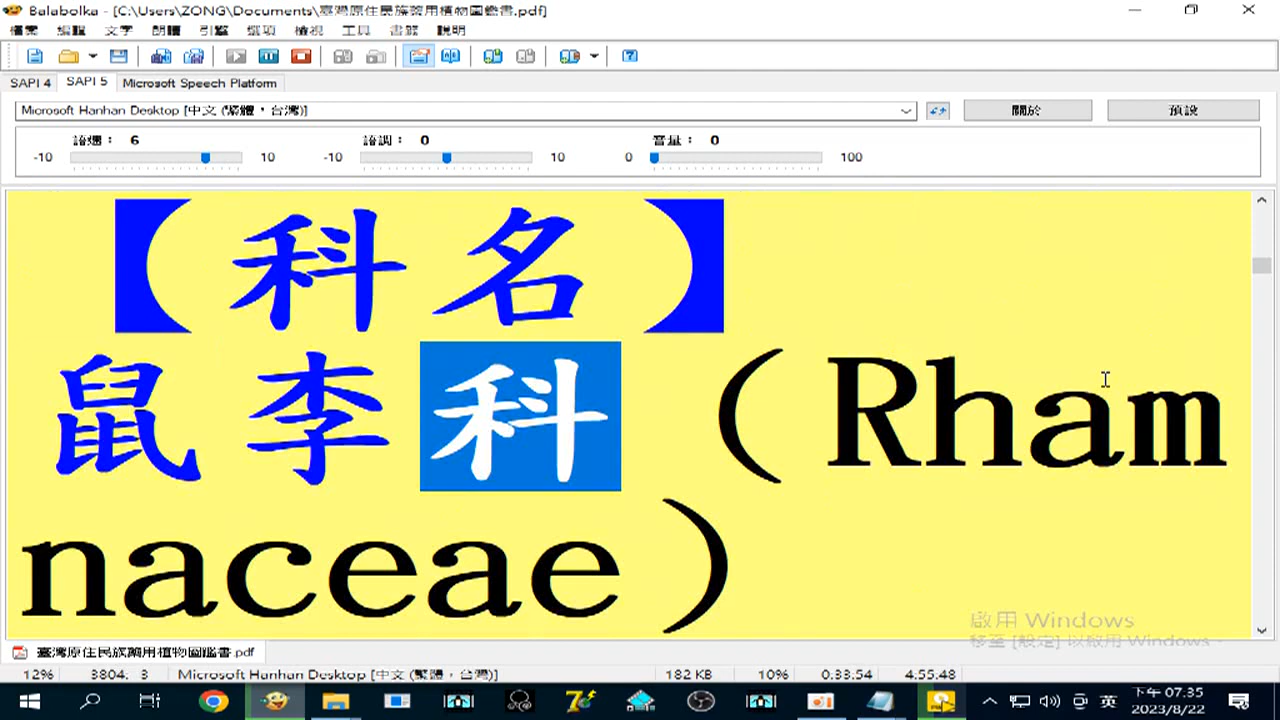 Balabolka - [C:\Users\ZONG\Documents\臺灣原住民族藥用植物圖鑑書.pdf]
檔案 編輯 文字 朗讀 引擎 選項 檢視 工具 書籤 說明
SAPI 4 SAPI 5 Microsoft Speech Platform
Microsoft Hanhan Desktop [中文 (繁體，台灣)] 關於 預設
語速： 6 語調： 0 音量： 0
-10 10 -10 10 0 100
【科名】
鼠李科（Rham
naceae）
啟用 Windows
移至 [設定] 以啟用 Windows。
臺灣原住民族藥用植物圖鑑書.pdf
12% 3804: 3 Microsoft Hanhan Desktop [中文 (繁體，台灣)] 182 KB 10% 0:33:54 4:55:48
英 下午 07:35
2023/8/22